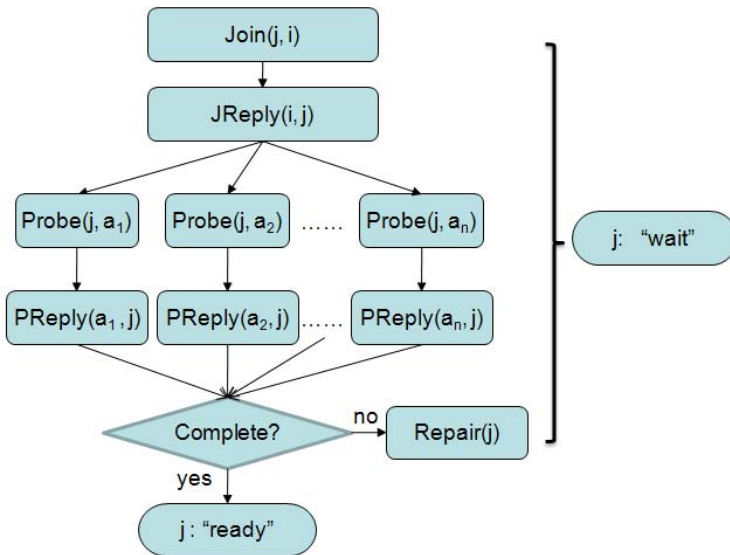 Join(j, i)
JReply(i, j)
Probe(j, a₁)
Probe(j, a₂)
......
Probe(j, aₙ)
j: “wait”
PReply(a₁, j)
PReply(a₂, j)
......
PReply(aₙ, j)
Complete?
no
Repair(j)
yes
j : “ready”